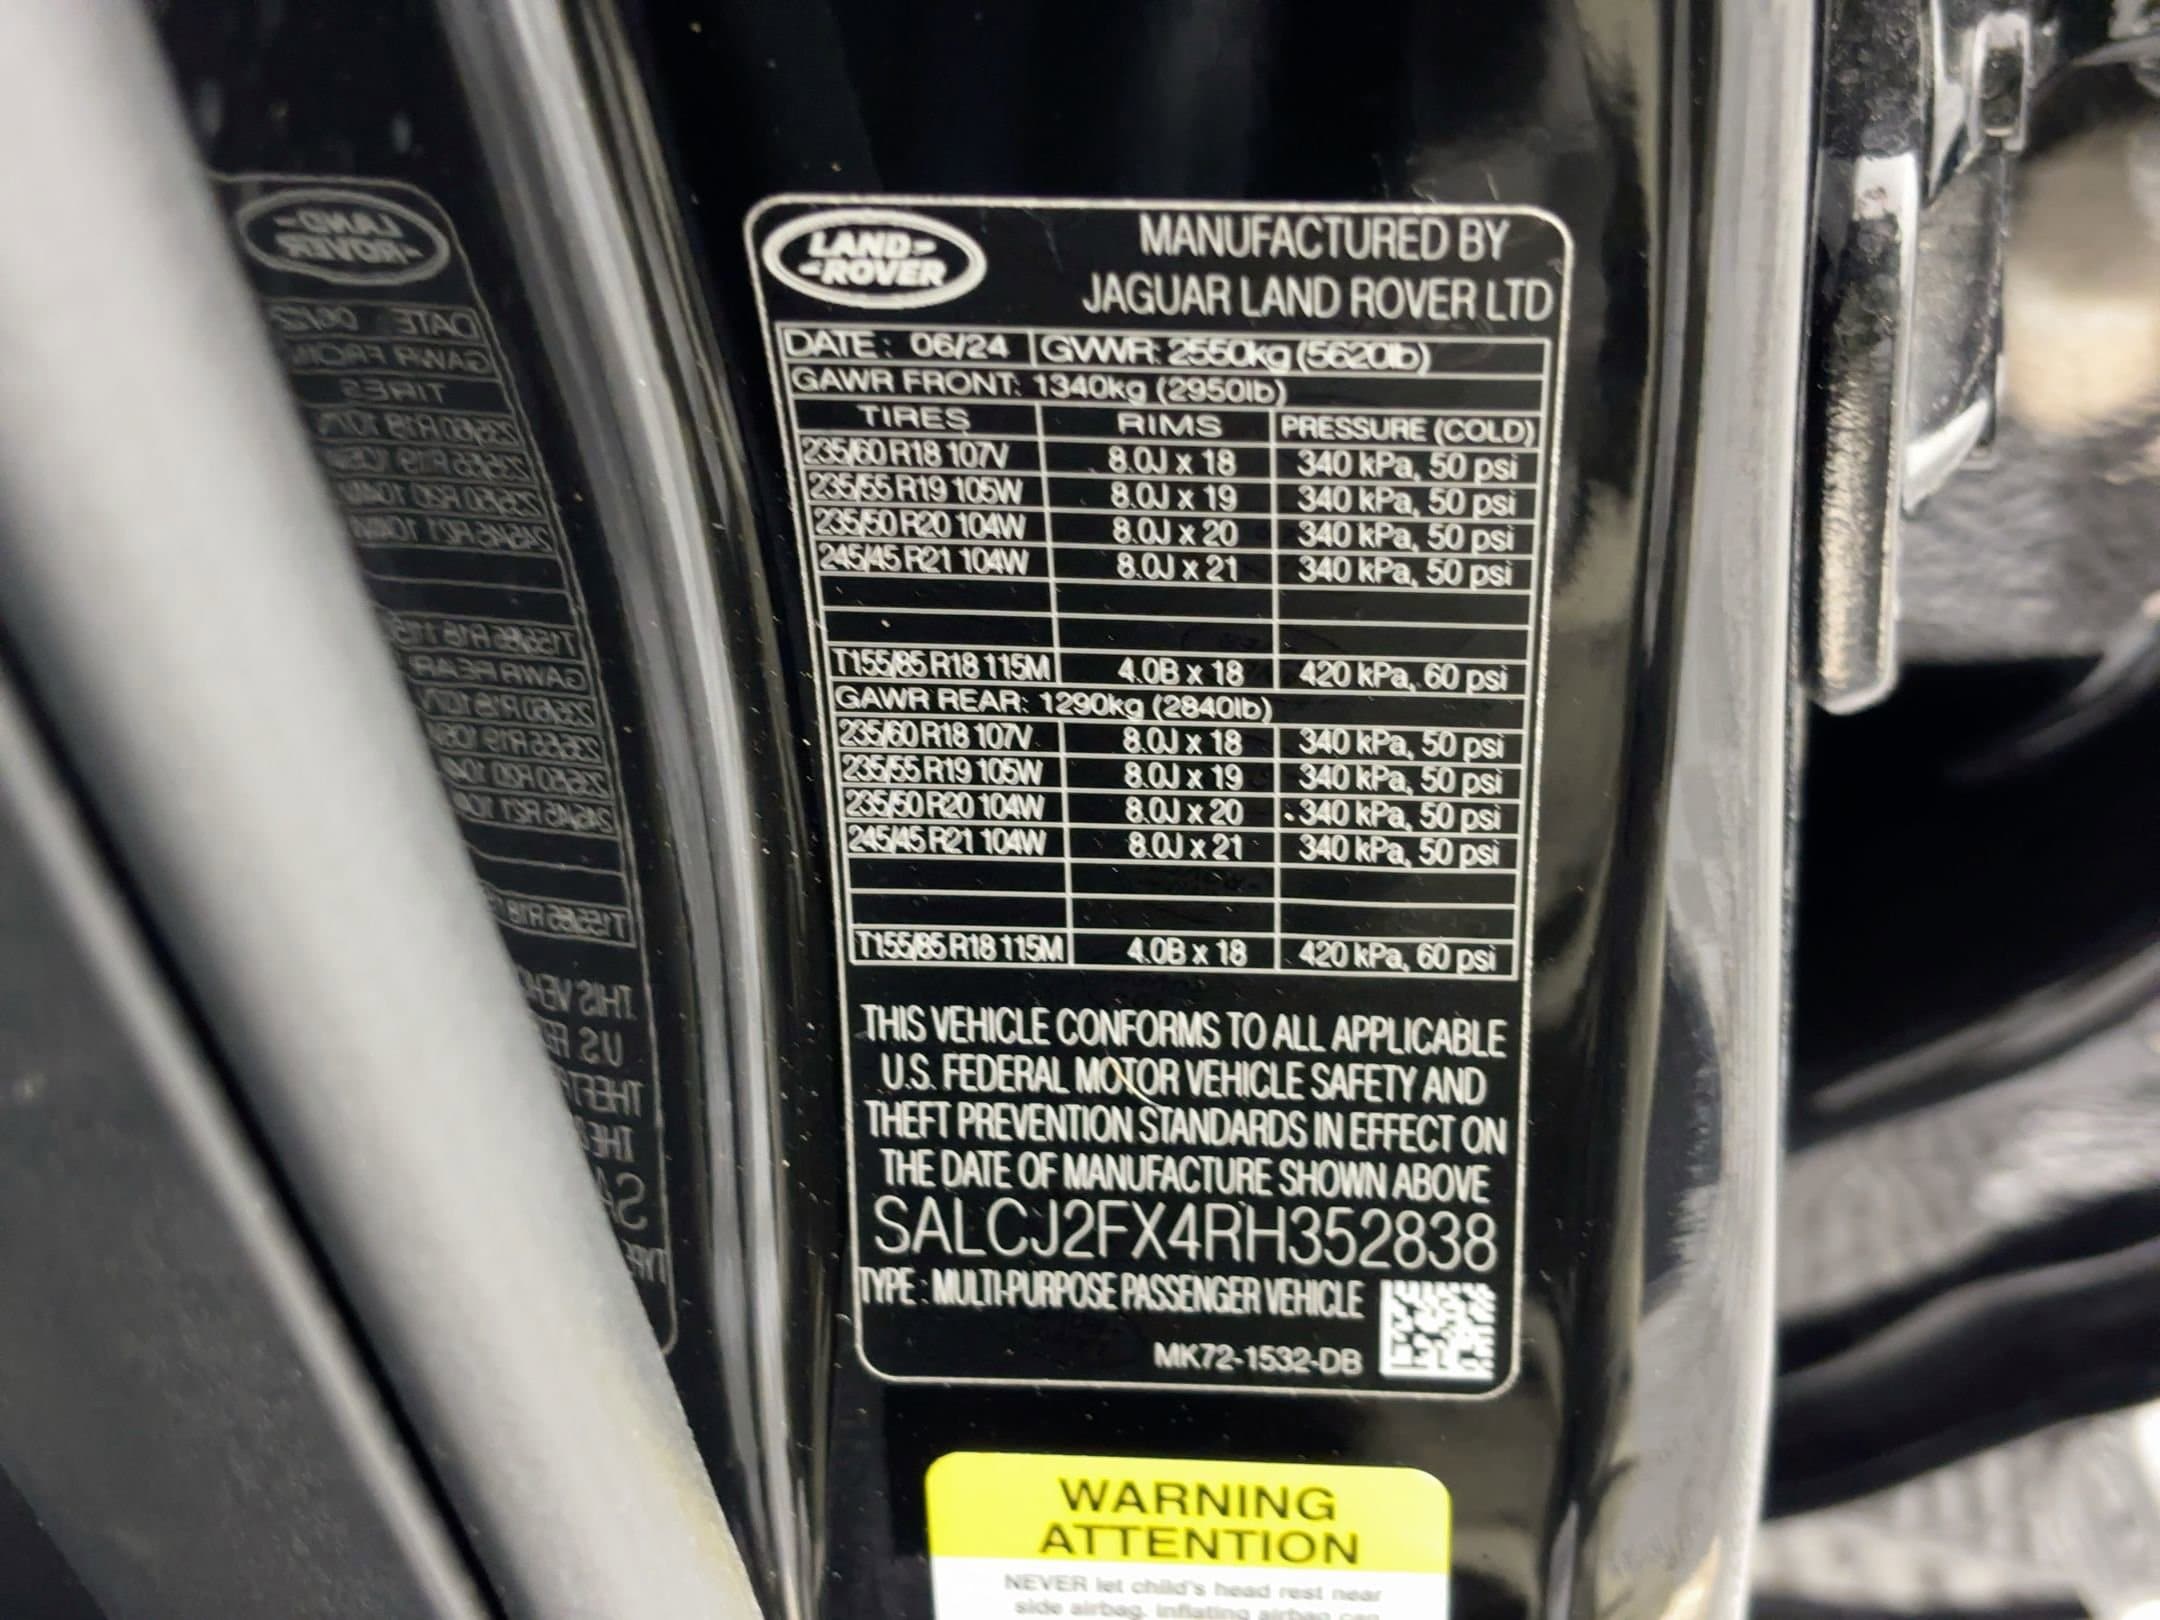 LAND-
-ROVER
MANUFACTURED BY
JAGUAR LAND ROVER LTD
DATE: 06/24 GVWR: 2550kg (5620lb)
GAWR FRONT: 1340kg (2950lb)
TIRES RIMS PRESSURE (COLD)
235/60 R18 107V 8.0J x 18 340 kPa, 50 psi
235/55 R19 105W 8.0J x 19 340 kPa, 50 psi
235/50 R20 104W 8.0J x 20 340 kPa, 50 psi
245/45 R21 104W 8.0J x 21 340 kPa, 50 psi
T155/85 R18 115M 4.0B x 18 420 kPa, 60 psi
GAWR REAR: 1290kg (2840lb)
235/60 R18 107V 8.0J x 18 340 kPa, 50 psi
235/55 R19 105W 8.0J x 19 340 kPa, 50 psi
235/50 R20 104W 8.0J x 20 340 kPa, 50 psi
245/45 R21 104W 8.0J x 21 340 kPa, 50 psi
T155/85 R18 115M 4.0B x 18 420 kPa, 60 psi
THIS VEHICLE CONFORMS TO ALL APPLICABLE
U.S. FEDERAL MOTOR VEHICLE SAFETY AND
THEFT PREVENTION STANDARDS IN EFFECT ON
THE DATE OF MANUFACTURE SHOWN ABOVE
SALCJ2FX4RH352838
TYPE : MULTI-PURPOSE PASSENGER VEHICLE
MK72-1532-DB
WARNING
ATTENTION
NEVER let child's head rest near
side airbag. Inflating airbag can